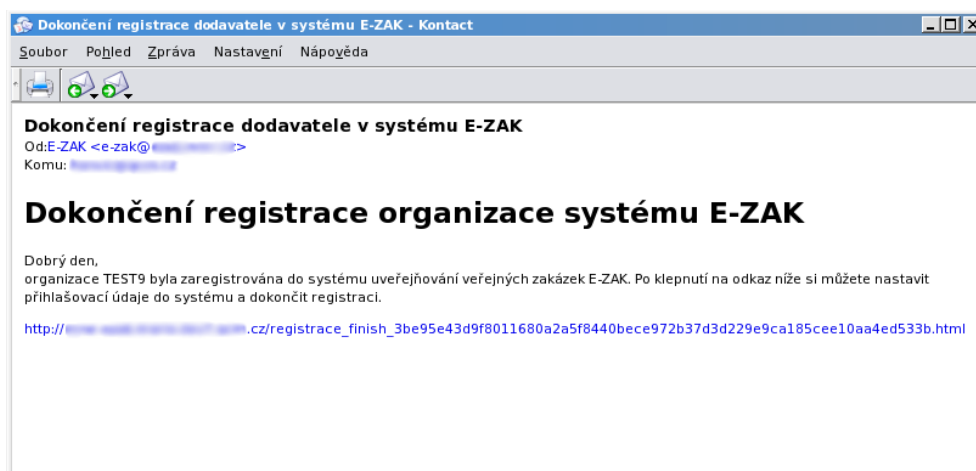 Dokončení registrace dodavatele v systému E-ZAK - Kontact
Soubor Pohled Zpráva Nastavení Nápověda
Dokončení registrace dodavatele v systému E-ZAK
Od:E-ZAK <e-zak@ >
Komu:
Dokončení registrace organizace systému E-ZAK
Dobrý den,
organizace TEST9 byla zaregistrována do systému uveřejňování veřejných zakázek E-ZAK. Po klepnutí na odkaz níže si můžete nastavit
přihlašovací údaje do systému a dokončit registraci.
http:// .cz/registrace_finish_3be95e43d9f8011680a2a5f8440bece972b37d3d229e9ca185cee10aa4ed533b.html